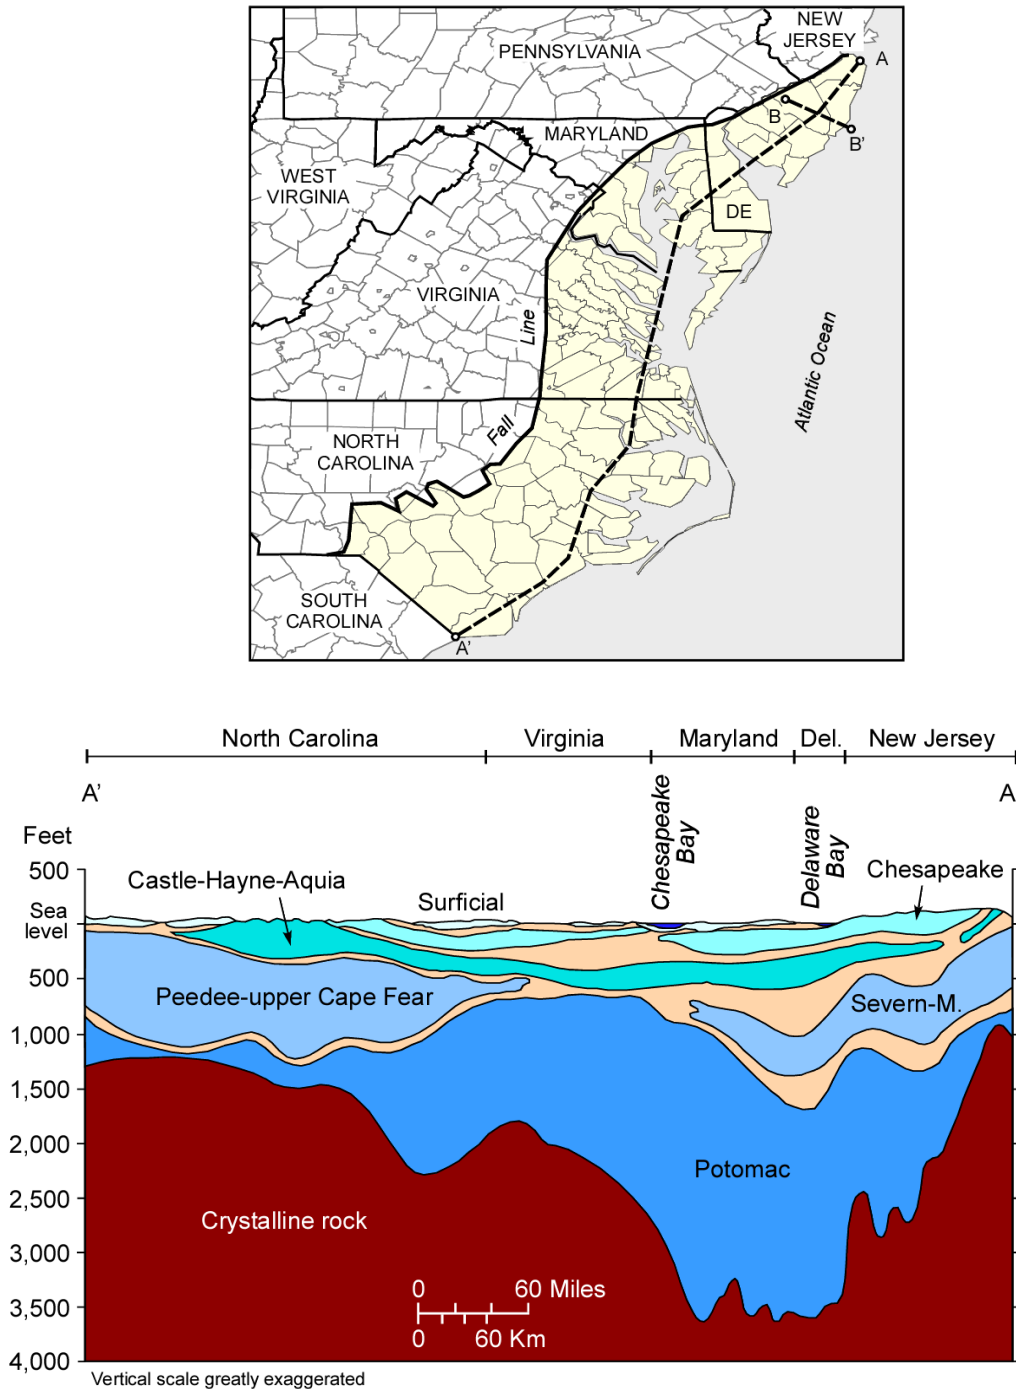 NEW
JERSEY
PENNSYLVANIA
A
B
B'
MARYLAND
WEST
VIRGINIA
DE
VIRGINIA
Line
Atlantic Ocean
Fall
NORTH
CAROLINA
SOUTH
CAROLINA
A'
North Carolina
Virginia
Maryland
Del.
New Jersey
A'
A
Feet
Chesapeake
Bay
Delaware
Bay
Chesapeake
500
Castle-Hayne-Aquia
Surficial
Sea
level
500
Peedee-upper Cape Fear
Severn-M.
1,000
1,500
2,000
Potomac
2,500
Crystalline rock
3,000
0 60 Miles
3,500
0 60 Km
4,000
Vertical scale greatly exaggerated